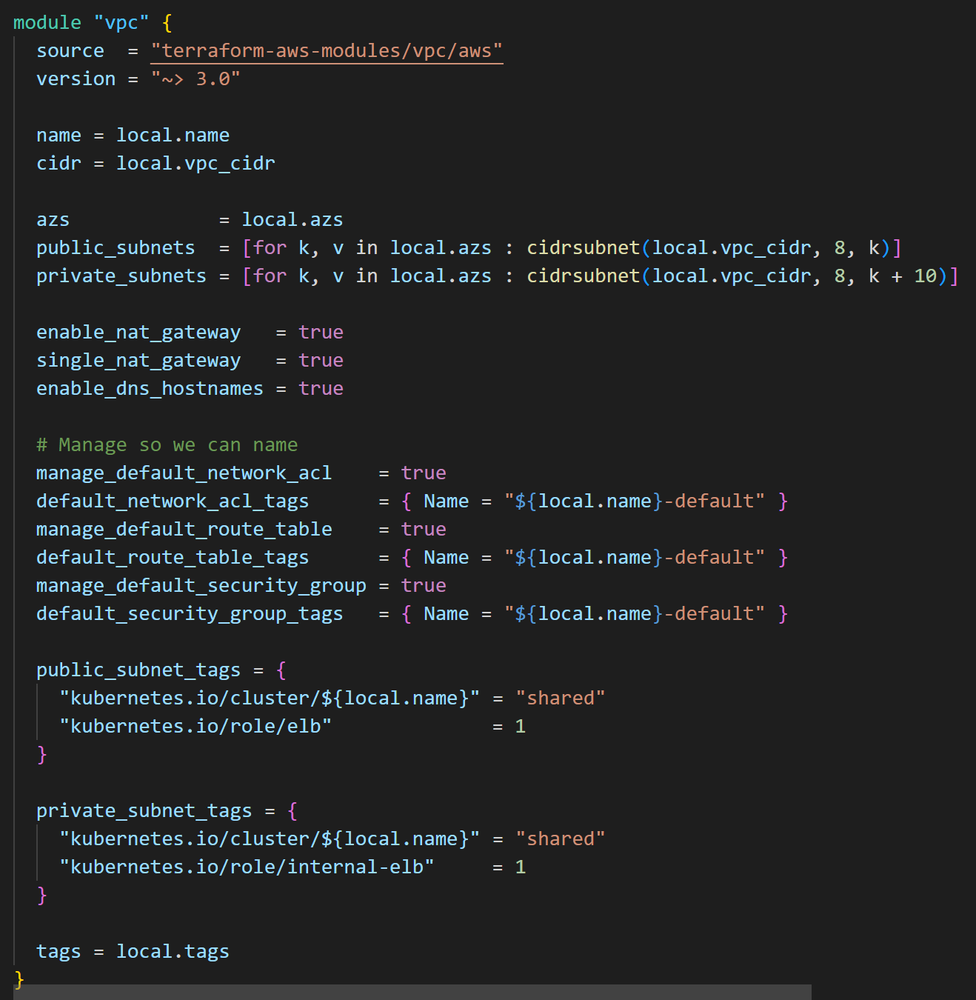 module "vpc" {
  source  = "terraform-aws-modules/vpc/aws"
  version = "~> 3.0"

  name = local.name
  cidr = local.vpc_cidr

  azs             = local.azs
  public_subnets  = [for k, v in local.azs : cidrsubnet(local.vpc_cidr, 8, k)]
  private_subnets = [for k, v in local.azs : cidrsubnet(local.vpc_cidr, 8, k + 10)]

  enable_nat_gateway   = true
  single_nat_gateway   = true
  enable_dns_hostnames = true

  # Manage so we can name
  manage_default_network_acl    = true
  default_network_acl_tags      = { Name = "${local.name}-default" }
  manage_default_route_table    = true
  default_route_table_tags      = { Name = "${local.name}-default" }
  manage_default_security_group = true
  default_security_group_tags   = { Name = "${local.name}-default" }

  public_subnet_tags = {
    "kubernetes.io/cluster/${local.name}" = "shared"
    "kubernetes.io/role/elb"              = 1
  }

  private_subnet_tags = {
    "kubernetes.io/cluster/${local.name}" = "shared"
    "kubernetes.io/role/internal-elb"     = 1
  }

  tags = local.tags
}